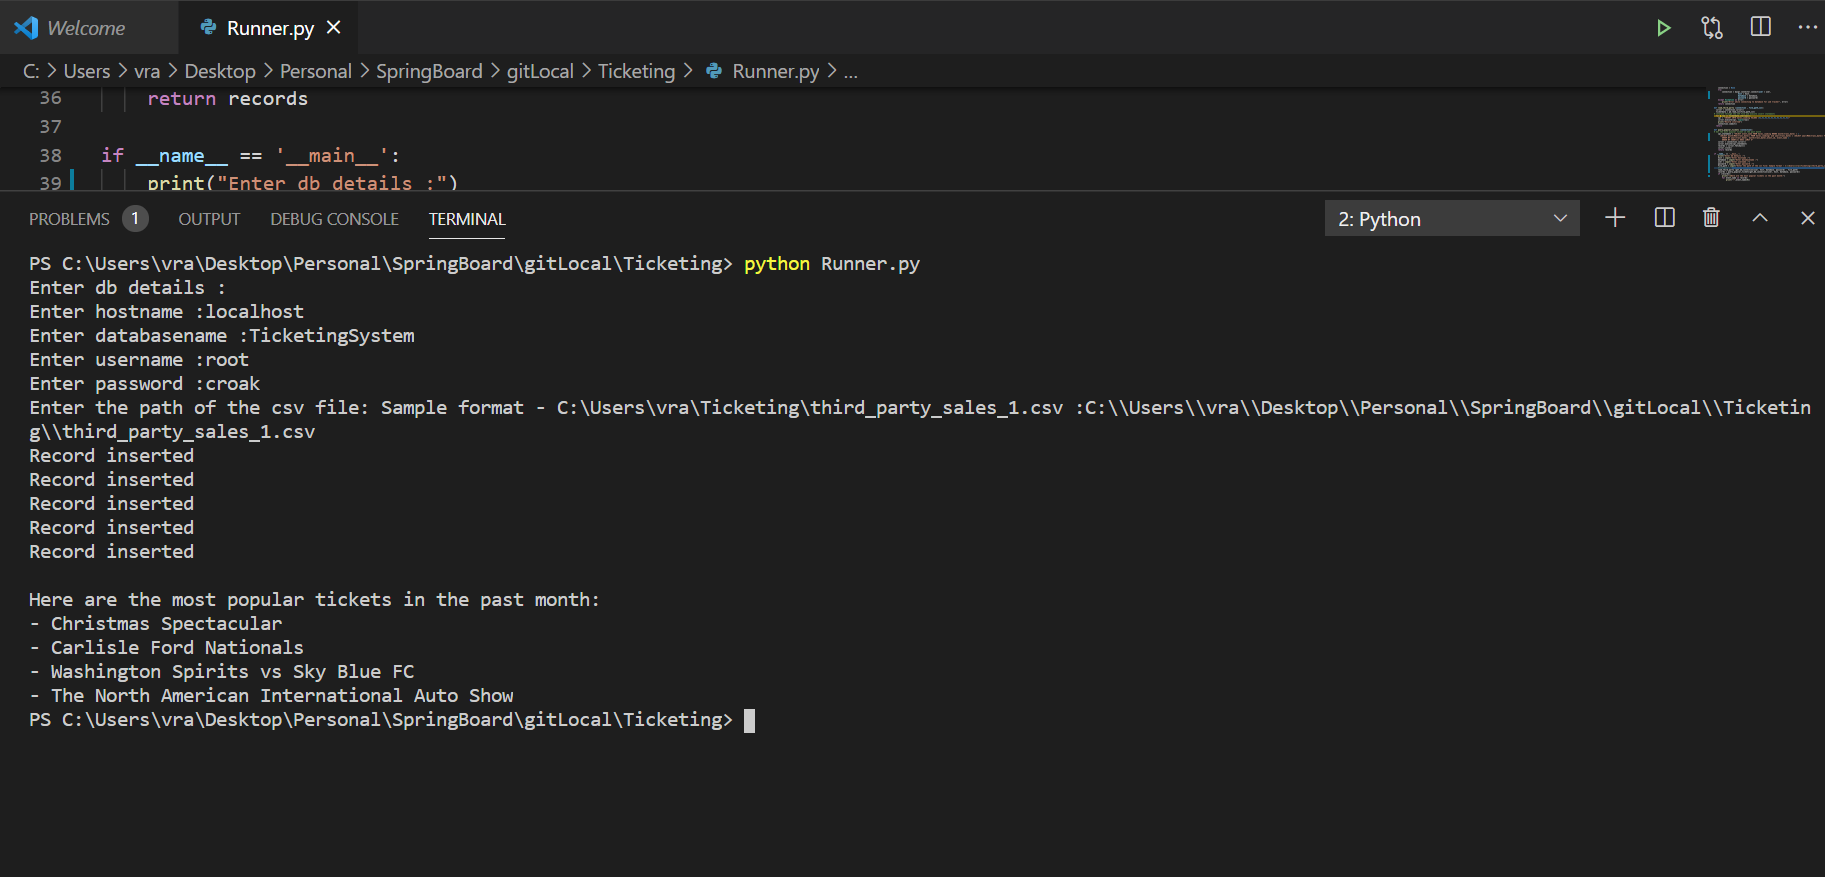 Welcome Runner.py
C: > Users > vra > Desktop > Personal > SpringBoard > gitLocal > Ticketing > Runner.py > ...
36 return records
37
38 if __name__ == '__main__':
39 print("Enter db details :")
PROBLEMS 1 OUTPUT DEBUG CONSOLE TERMINAL 2: Python
PS C:\Users\vra\Desktop\Personal\SpringBoard\gitLocal\Ticketing> python Runner.py
Enter db details :
Enter hostname :localhost
Enter databasename :TicketingSystem
Enter username :root
Enter password :croak
Enter the path of the csv file: Sample format - C:\Users\vra\Ticketing\third_party_sales_1.csv :C:\\Users\\vra\\Desktop\\Personal\\SpringBoard\\gitLocal\\Ticketin
g\\third_party_sales_1.csv
Record inserted
Record inserted
Record inserted
Record inserted
Record inserted
Here are the most popular tickets in the past month:
- Christmas Spectacular
- Carlisle Ford Nationals
- Washington Spirits vs Sky Blue FC
- The North American International Auto Show
PS C:\Users\vra\Desktop\Personal\SpringBoard\gitLocal\Ticketing>